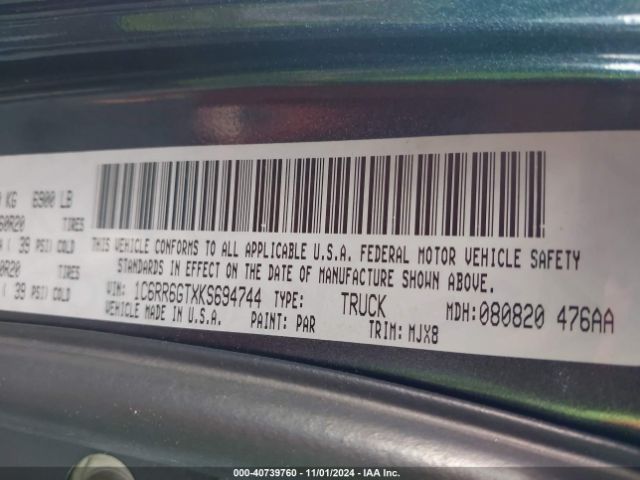 KG 6900 LB
60R20 TIRES
( 39 PSI) COLD
0R20 TIRES
( 39 PSI) COLD
THIS VEHICLE CONFORMS TO ALL APPLICABLE U.S.A. FEDERAL MOTOR VEHICLE SAFETY
STANDARDS IN EFFECT ON THE DATE OF MANUFACTURE SHOWN ABOVE.
VIN: 1C6RR6GTXKS694744 TYPE: TRUCK MDH: 080820 476AA
VEHICLE MADE IN U.S.A. PAINT: PAR TRIM: MJX8
000-40739760 - 11/01/2024 - IAA Inc.